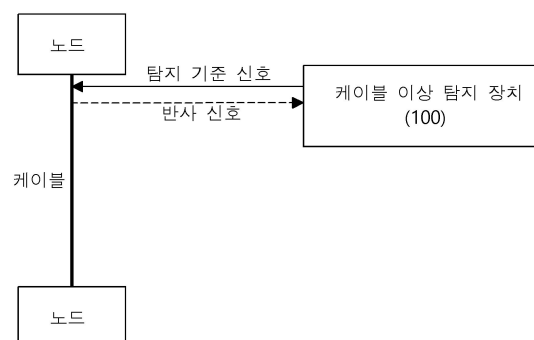 노드
탐지 기준 신호
반사 신호
케이블 이상 탐지 장치
(100)
케이블
노드